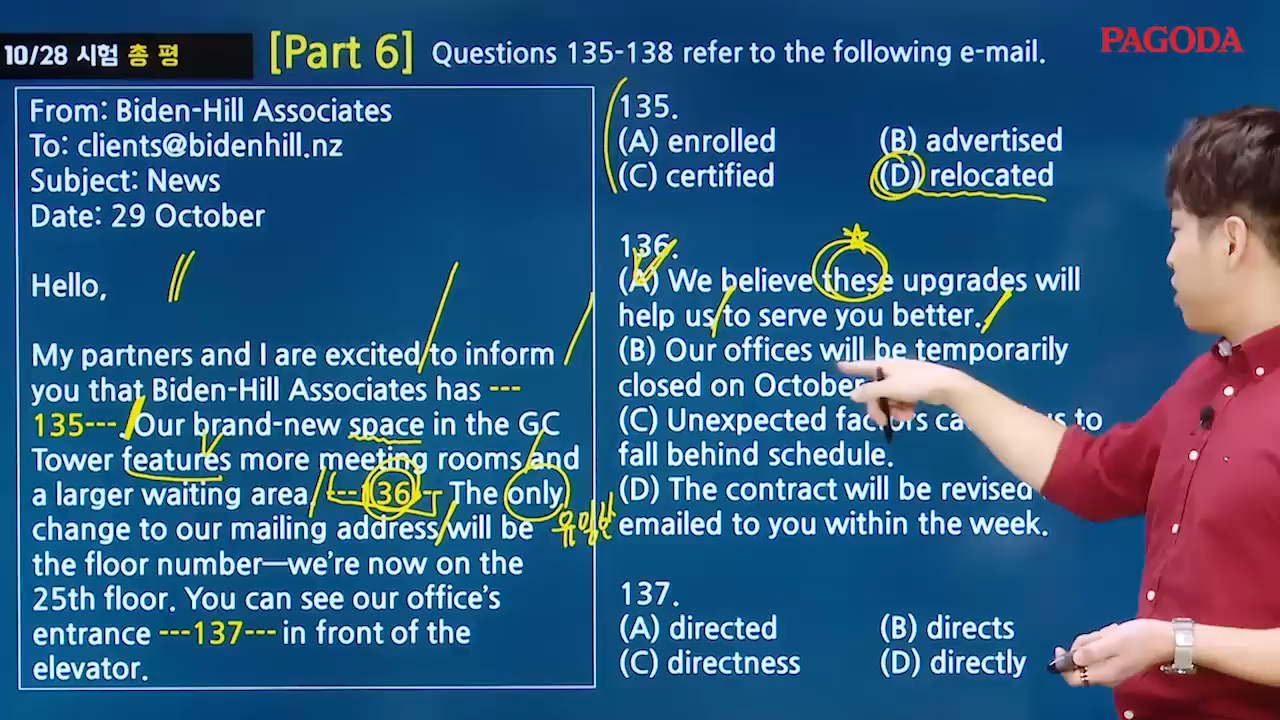 10/28 시험 총평
[Part 6] Questions 135-138 refer to the following e-mail.
PAGODA
From: Biden-Hill Associates
To: clients@bidenhill.nz
Subject: News
Date: 29 October
Hello,
My partners and I are excited to inform
you that Biden-Hill Associates has ---
135---. Our brand-new space in the GC
Tower features more meeting rooms and
a larger waiting area. ---136---. The only
change to our mailing address will be
유일한
the floor number—we're now on the
25th floor. You can see our office's
entrance ---137--- in front of the
elevator.
135.
(A) enrolled (B) advertised
(C) certified (D) relocated
136.
(A) We believe these upgrades will
help us to serve you better.
(B) Our offices will be temporarily
closed on October
(C) Unexpected factors to
fall behind schedule.
(D) The contract will be revised
emailed to you within the week.
137.
(A) directed (B) directs
(C) directness (D) directly